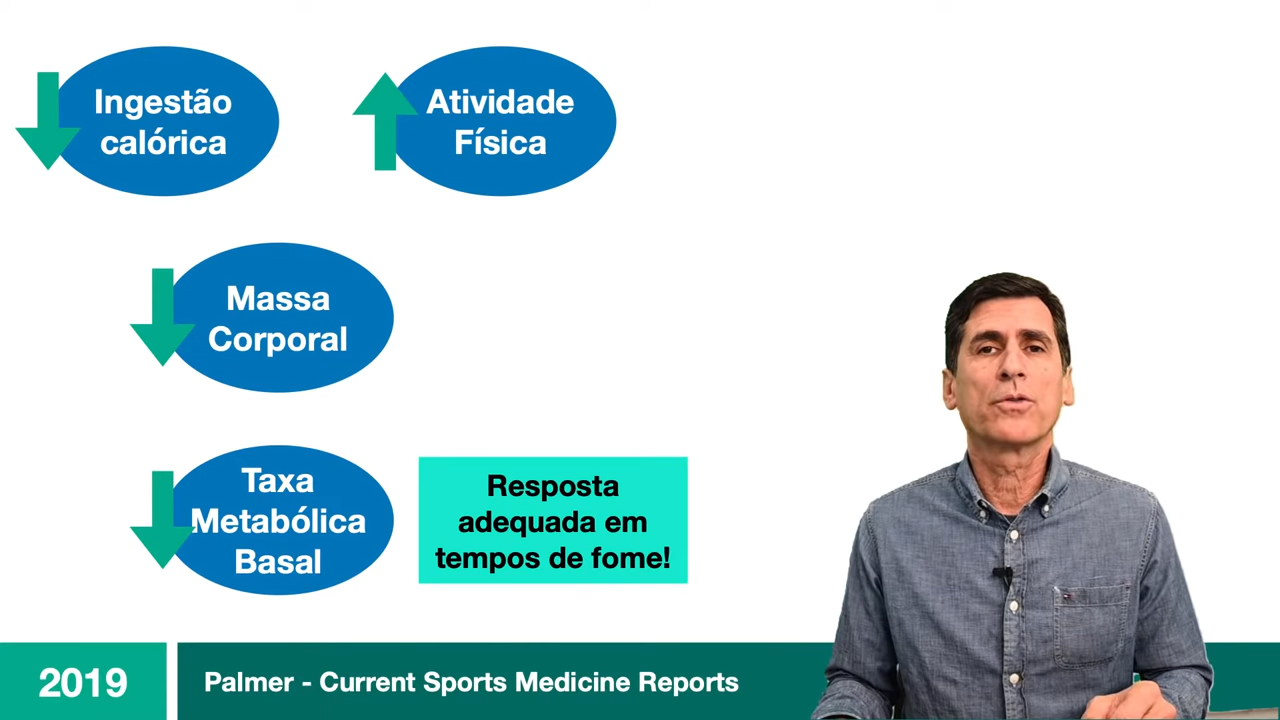 Ingestão
calórica
Atividade
Física
Massa
Corporal
Taxa
Metabólica
Basal
Resposta
adequada em
tempos de fome!
2019
Palmer - Current Sports Medicine Reports